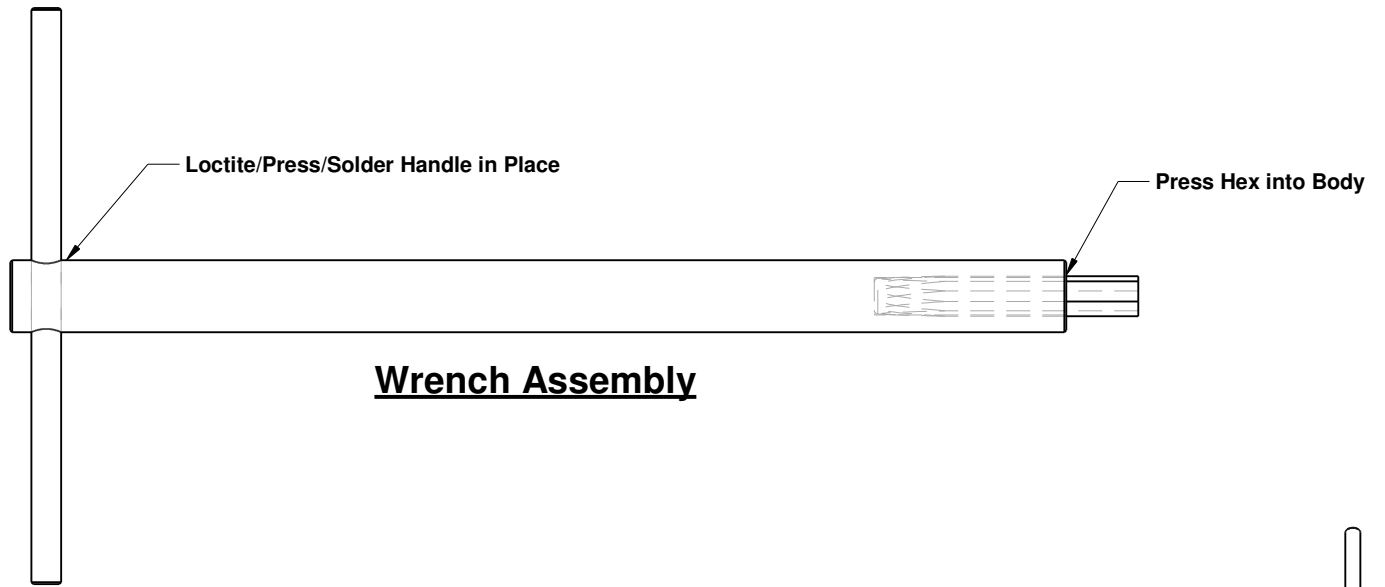 Loctite/Press/Solder Handle in Place
Press Hex into Body
Wrench Assembly